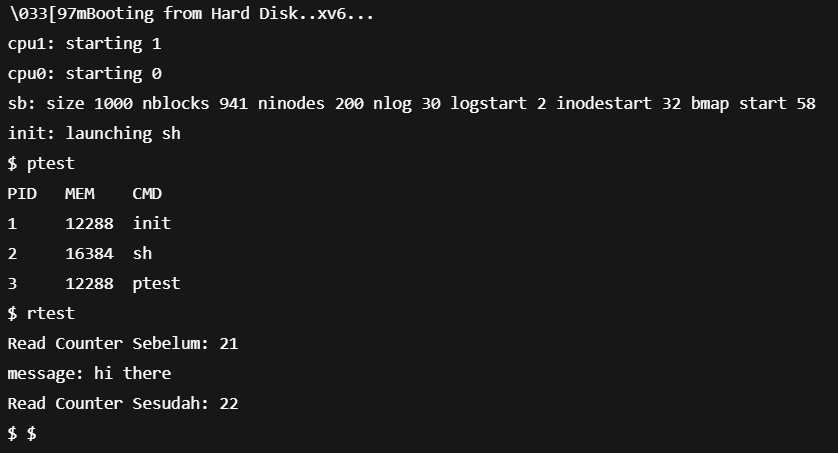 \033[97mBooting from Hard Disk..xv6...
cpu1: starting 1
cpu0: starting 0
sb: size 1000 nblocks 941 ninodes 200 nlog 30 logstart 2 inodestart 32 bmap start 58
init: launching sh
$ ptest
PID   MEM    CMD
1     12288  init
2     16384  sh
3     12288  ptest
$ rtest
Read Counter Sebelum: 21
message: hi there
Read Counter Sesudah: 22
$ $